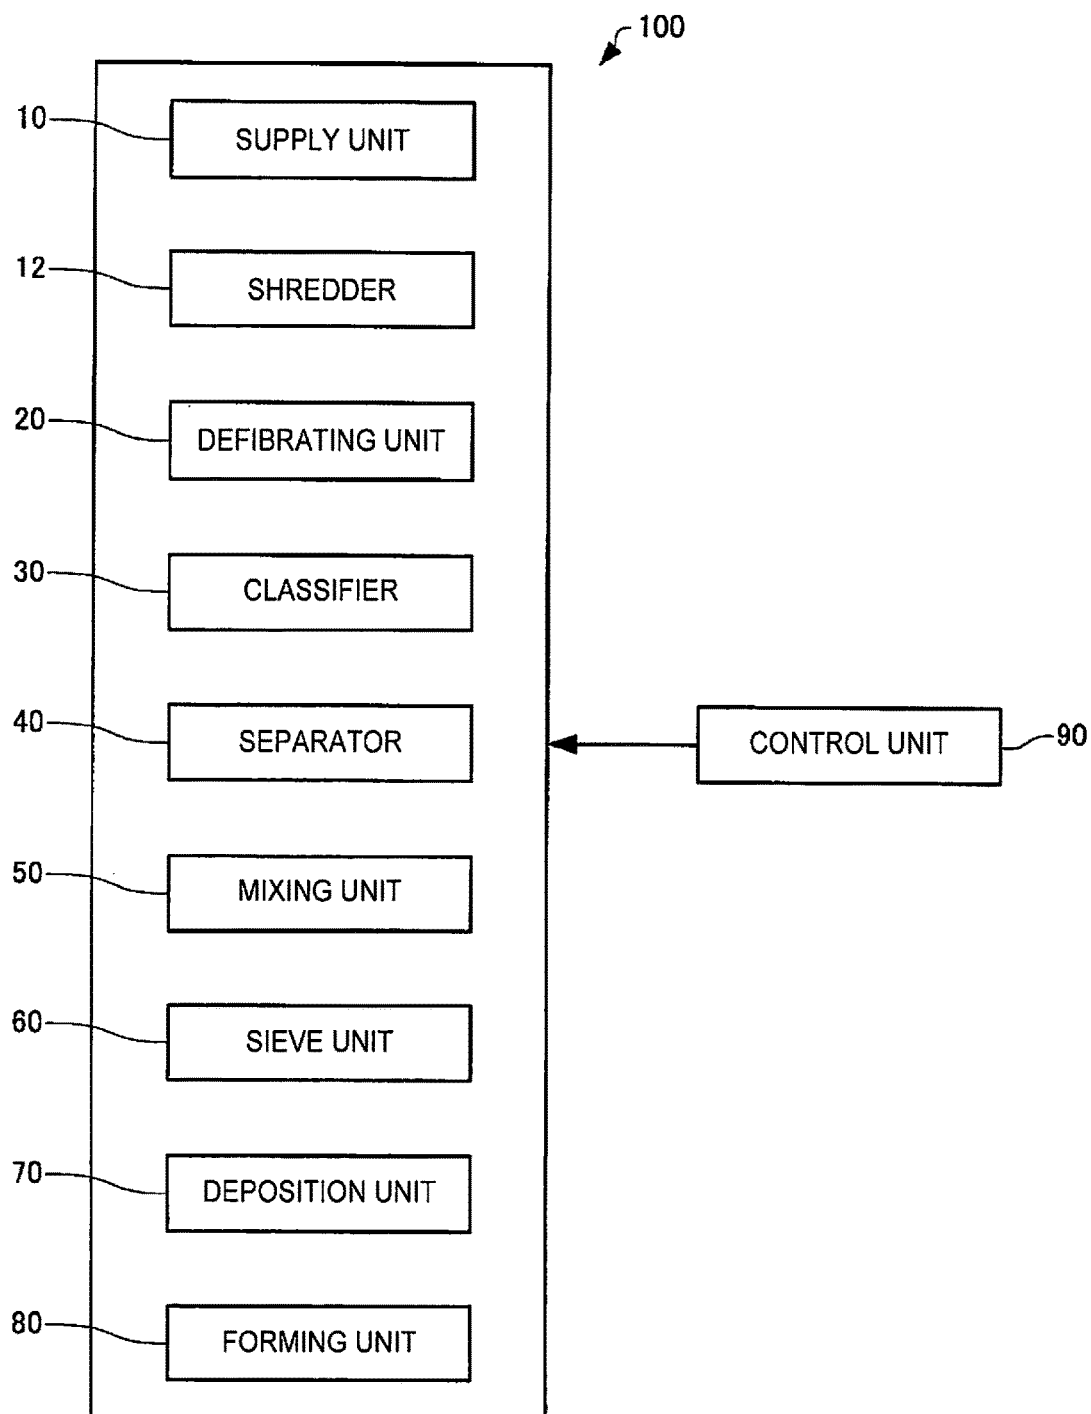 100
10 SUPPLY UNIT
12 SHREDDER
20 DEFIBRATING UNIT
30 CLASSIFIER
40 SEPARATOR
CONTROL UNIT 90
50 MIXING UNIT
60 SIEVE UNIT
70 DEPOSITION UNIT
80 FORMING UNIT